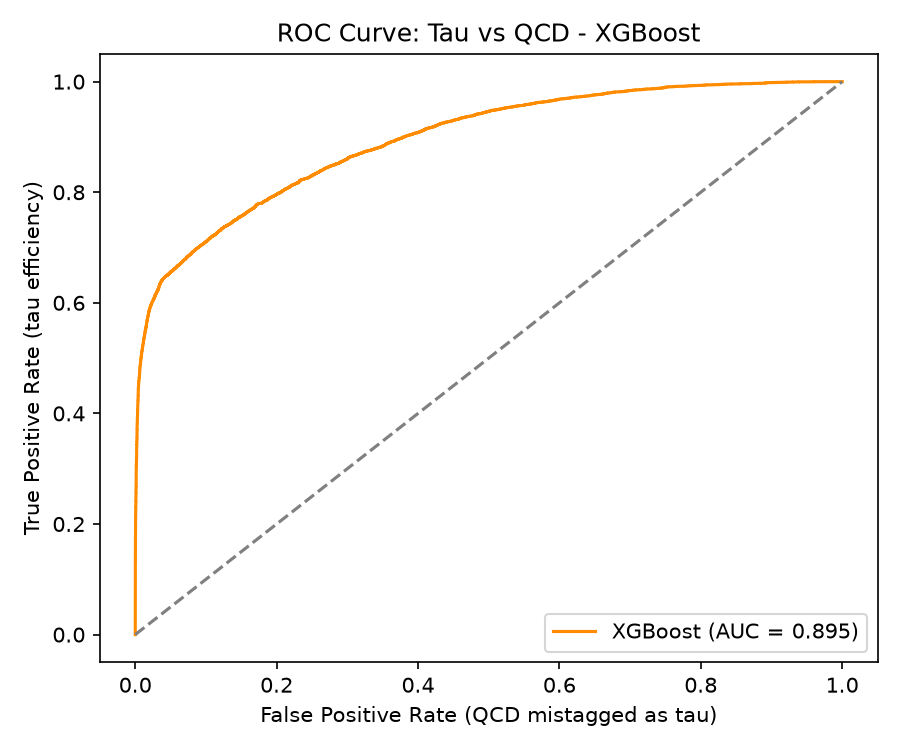 ROC Curve: Tau vs QCD - XGBoost
True Positive Rate (tau efficiency)
1.0
0.8
0.6
0.4
0.2
0.0
XGBoost (AUC = 0.895)
0.0 0.2 0.4 0.6 0.8 1.0
False Positive Rate (QCD mistagged as tau)